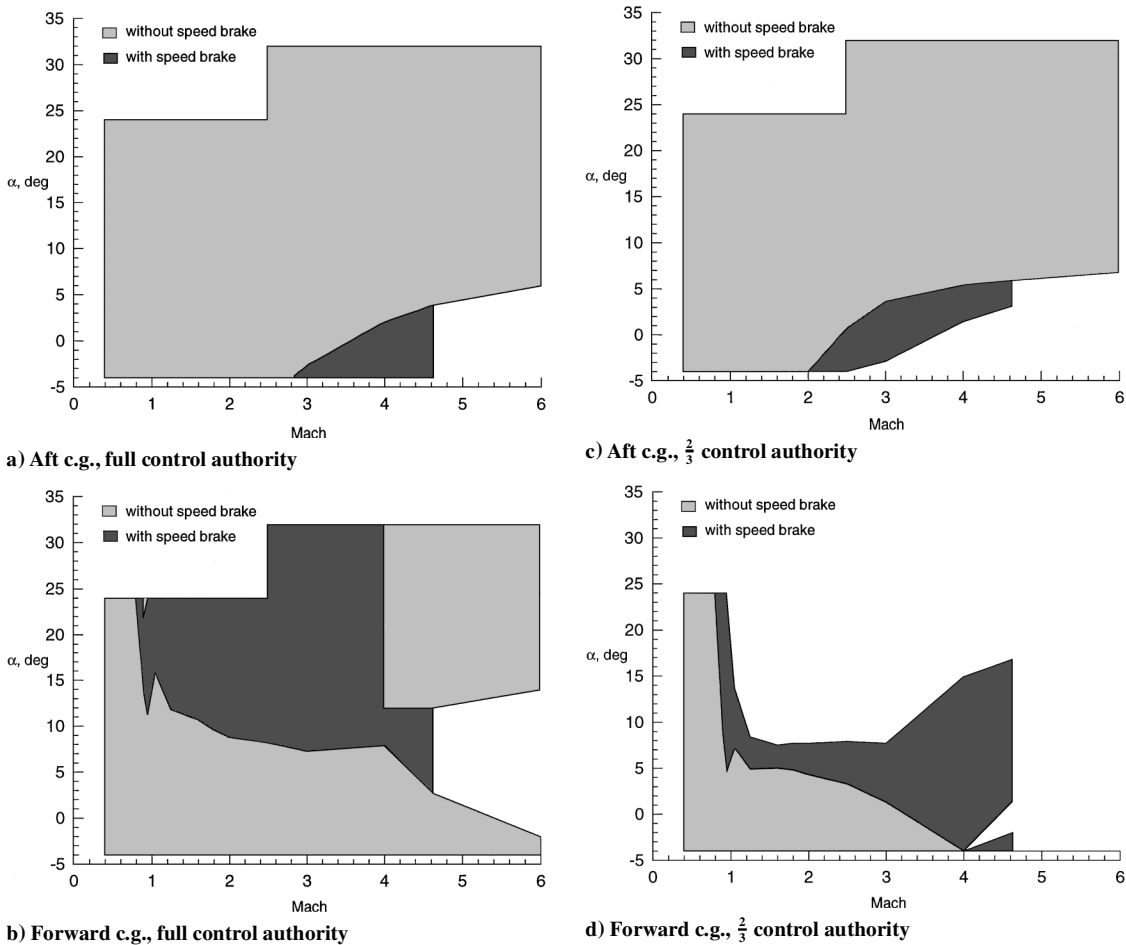 35
30
25
20
15
10
5
0
-5
α, deg
without speed brake
with speed brake
0 1 2 3 4 5 6
Mach
a) Aft c.g., full control authority
35
30
25
20
15
10
5
0
-5
α, deg
without speed brake
with speed brake
0 1 2 3 4 5 6
Mach
c) Aft c.g., 2/3 control authority
35
30
25
20
15
10
5
0
-5
α, deg
without speed brake
with speed brake
0 1 2 3 4 5 6
Mach
b) Forward c.g., full control authority
35
30
25
20
15
10
5
0
-5
α, deg
without speed brake
with speed brake
0 1 2 3 4 5 6
Mach
d) Forward c.g., 2/3 control authority